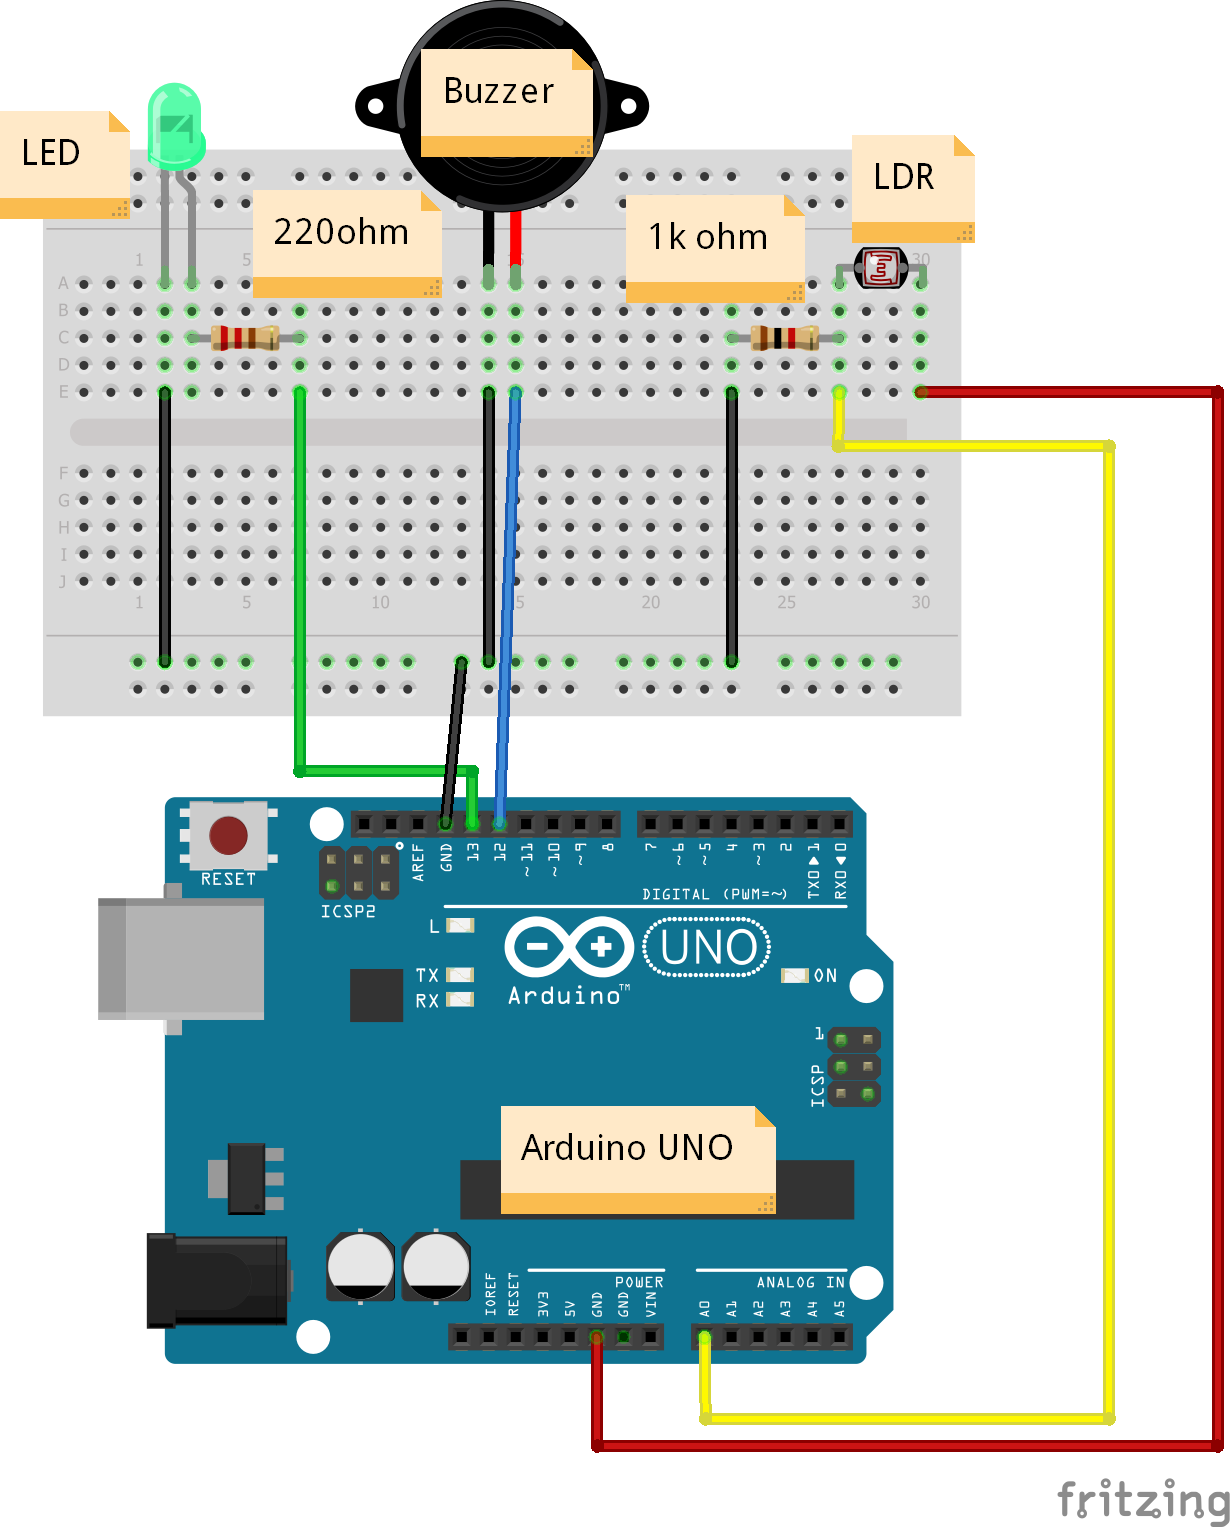 Buzzer
LED
LDR
220ohm
1k ohm
1 5 15 30
A
B
C
D
E
F
G
H
I
J
1 5 10 15 20 25 30
RESET
ICSP2
AREF
GND
13
12
~11
~10
~9
8
7
~6
~5
4
~3
2
TX0▶1
RX0◀0
DIGITAL (PWM=~)
L
TX
RX
UNO
Arduino™
ON
1
ICSP
Arduino UNO
POWER
ANALOG IN
IOREF
RESET
3V3
5V
GND
GND
VIN
A0
A1
A2
A3
A4
A5
fritzing